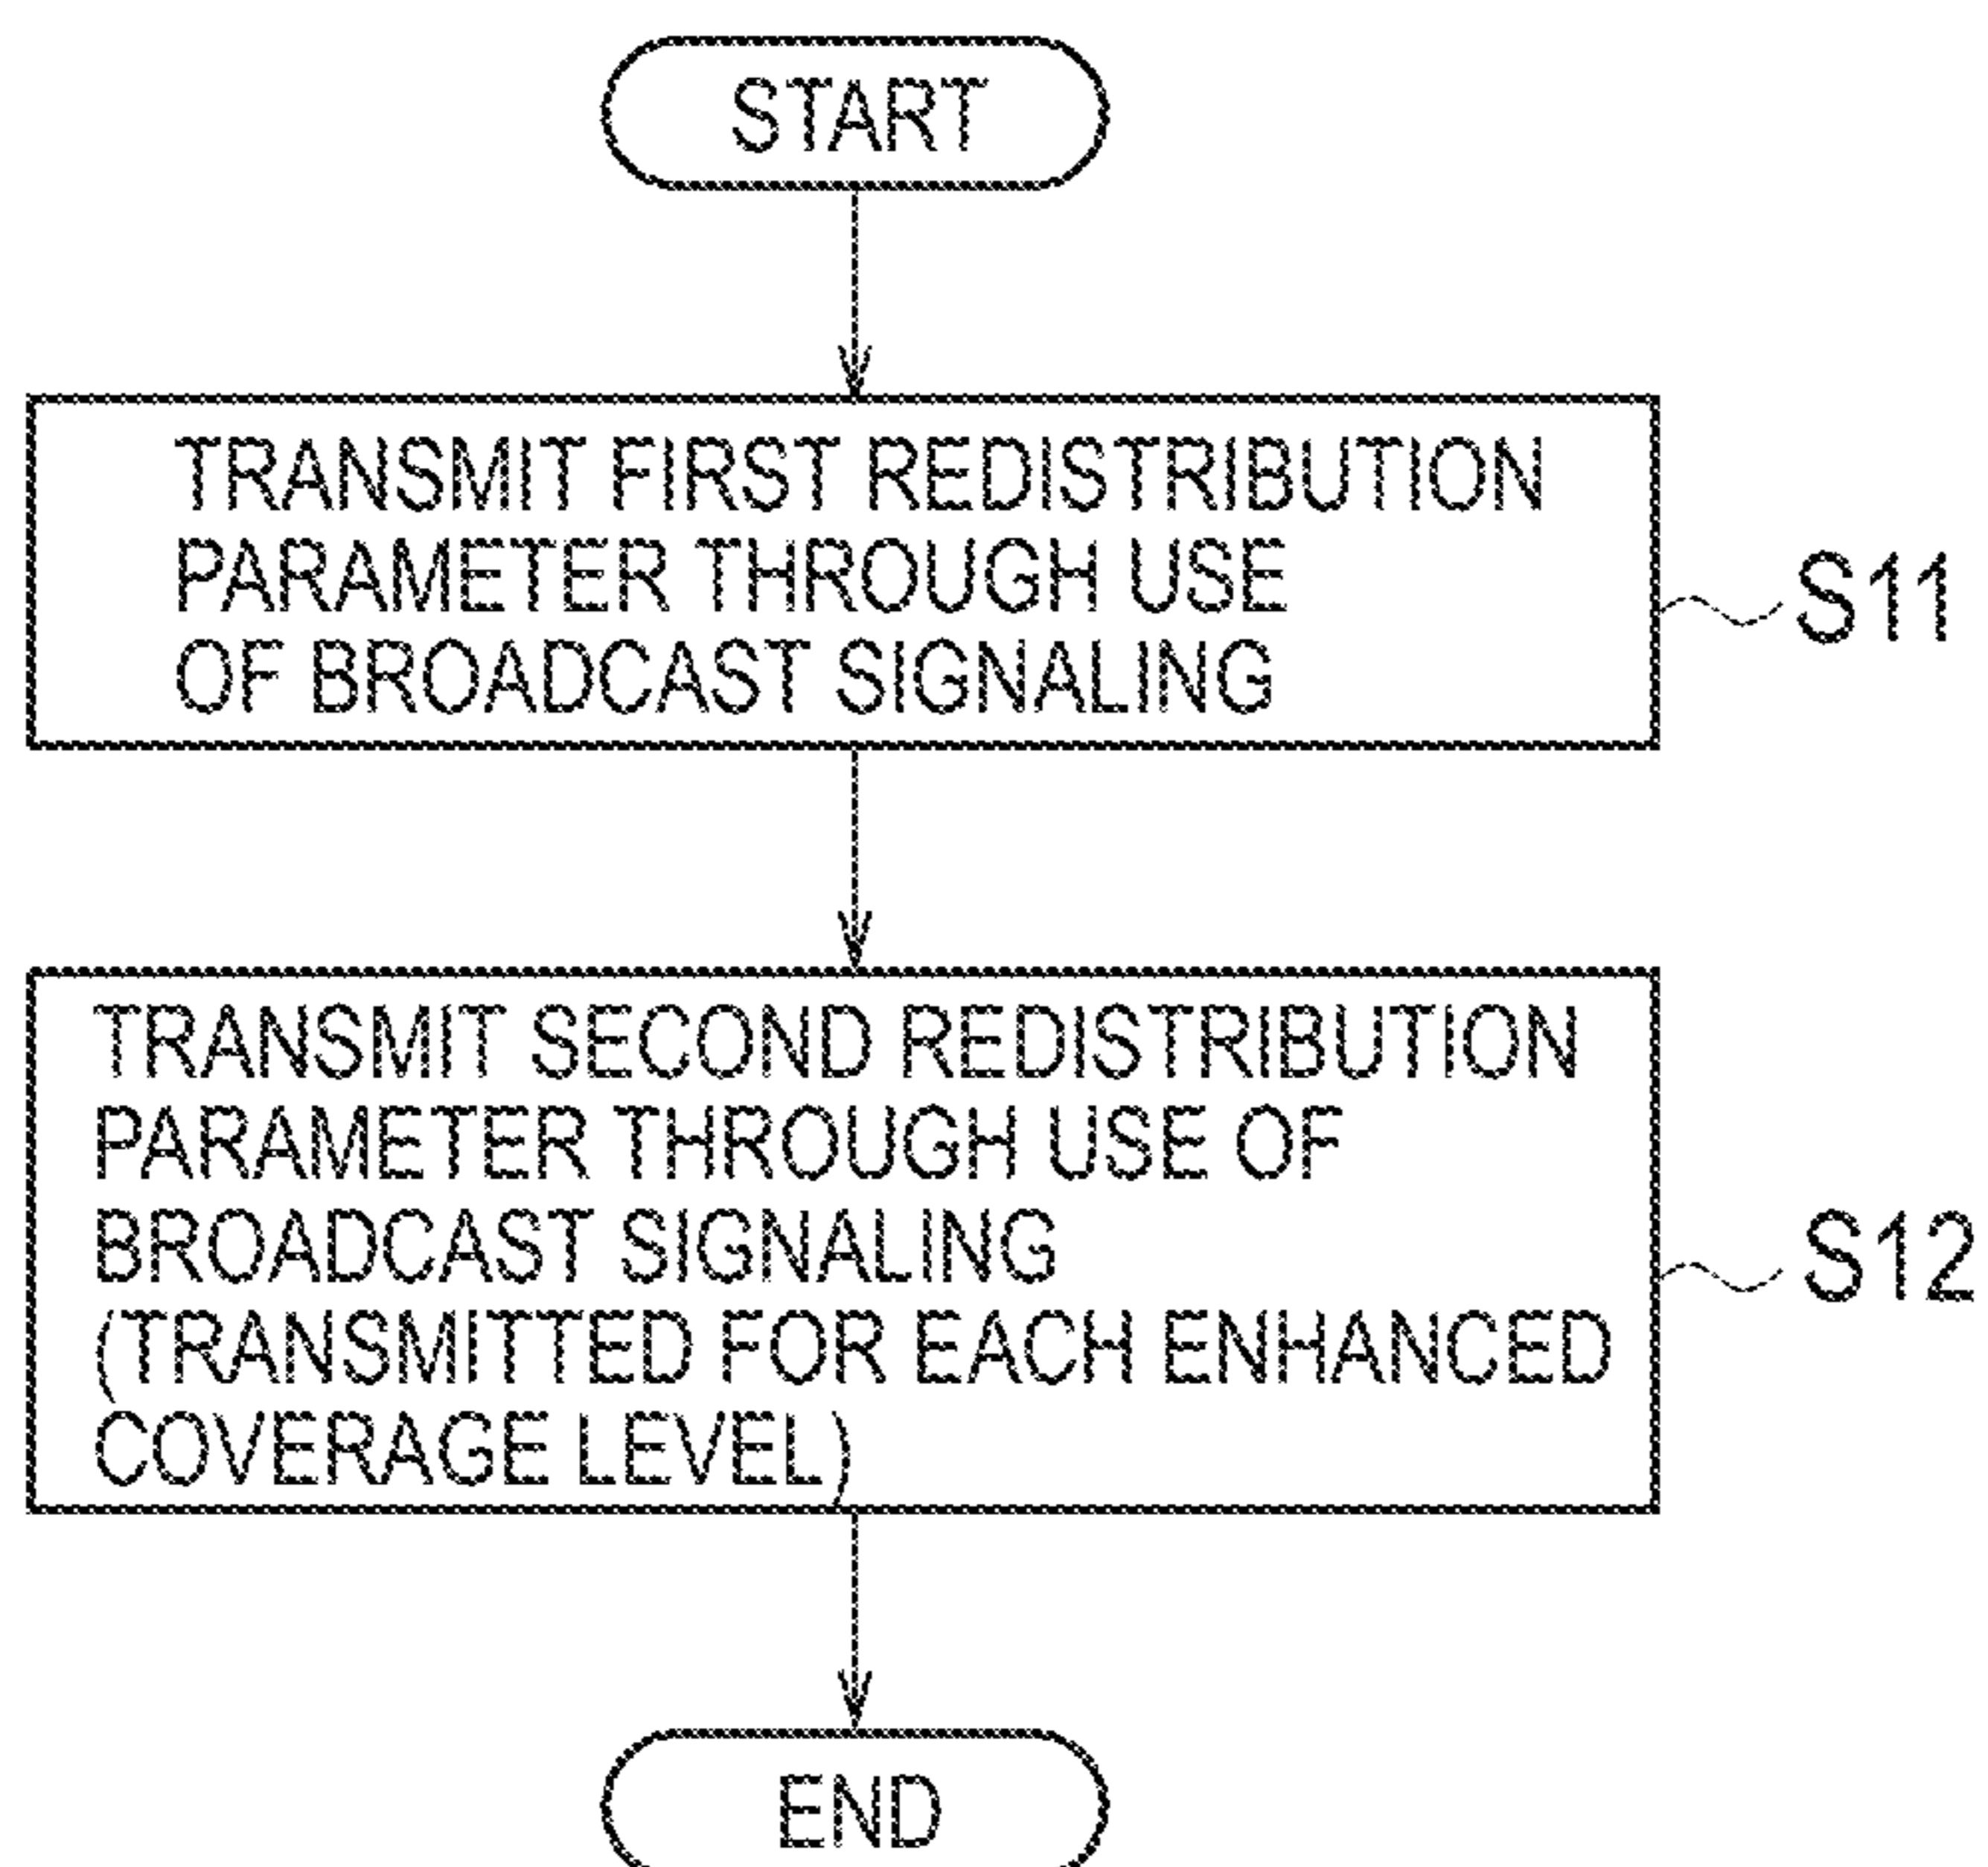 START
TRANSMIT FIRST REDISTRIBUTION
PARAMETER THROUGH USE
OF BROADCAST SIGNALING
S11
TRANSMIT SECOND REDISTRIBUTION
PARAMETER THROUGH USE OF
BROADCAST SIGNALING
(TRANSMITTED FOR EACH ENHANCED
COVERAGE LEVEL)
S12
END